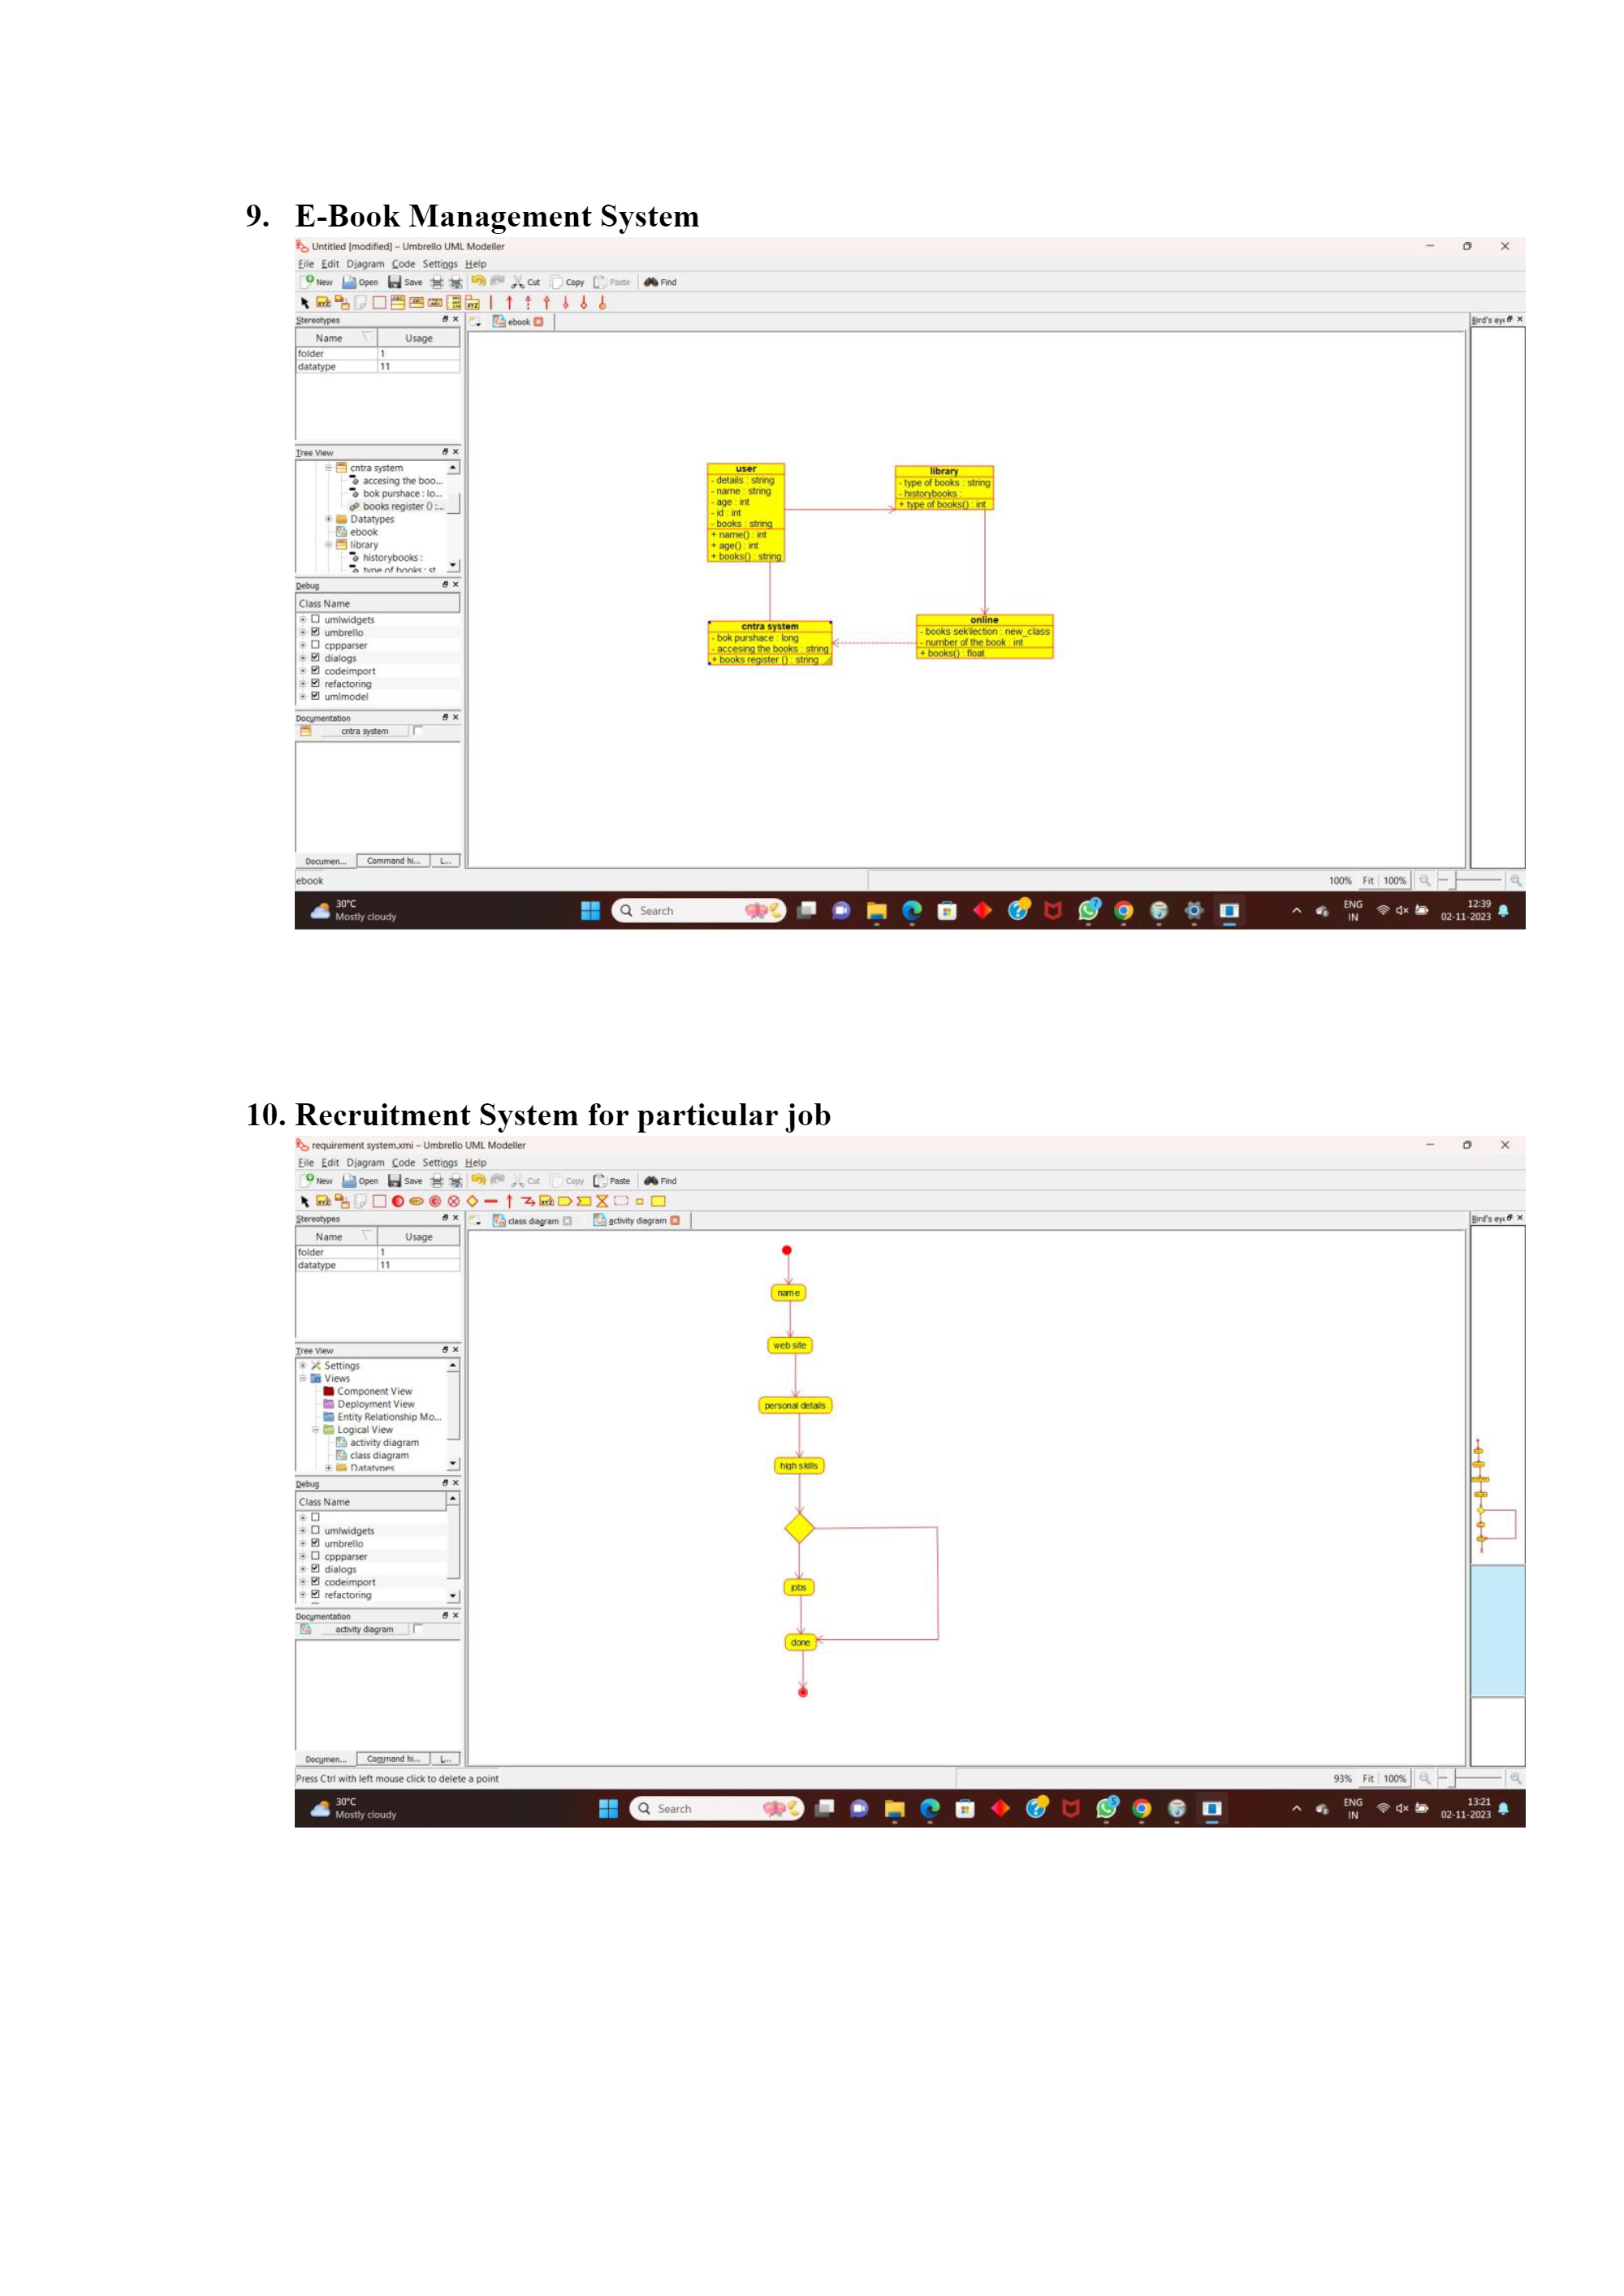 9. E-Book Management System
Untitled [modified] – Umbrello UML Modeller
File Edit Diagram Code Settings Help
New Open Save Cut Copy Paste Find
Stereotypes
ebook
Bird's eye
Name Usage
folder 1
datatype 11
Tree View
cntra system
accesing the boo...
bok purshace : lo...
books register () :...
Datatypes
ebook
library
historybooks :
type of books : st
Debug
Class Name
umlwidgets
umbrello
cppparser
dialogs
codeimport
refactoring
umlmodel
Documentation
cntra system
user
- details : string
- name : string
- age : int
- id : int
- books : string
+ name() : int
+ age() : int
+ books() : string
library
- type of books : string
- historybooks :
+ type of books() : int
cntra system
- bok purshace : long
- accesing the books : string
+ books register () : string
online
- books sek\lection : new_class
- number of the book : int
+ books() : float
Documen... Command hi... L...
ebook
100% Fit 100%
30°C
Mostly cloudy
Search
7
ENG
IN
12:39
02-11-2023
10. Recruitment System for particular job
requirement system.xmi – Umbrello UML Modeller
File Edit Diagram Code Settings Help
New Open Save Cut Copy Paste Find
Stereotypes
class diagram activity diagram
Bird's eye
Name Usage
folder 1
datatype 11
Tree View
Settings
Views
Component View
Deployment View
Entity Relationship Mo...
Logical View
activity diagram
class diagram
Datatypes
Debug
Class Name
umlwidgets
umbrello
cppparser
dialogs
codeimport
refactoring
Documentation
activity diagram
name
web site
personal details
high skills
jobs
done
Documen... Command hi... L...
Press Ctrl with left mouse click to delete a point
93% Fit 100%
30°C
Mostly cloudy
Search
5
ENG
IN
13:21
02-11-2023